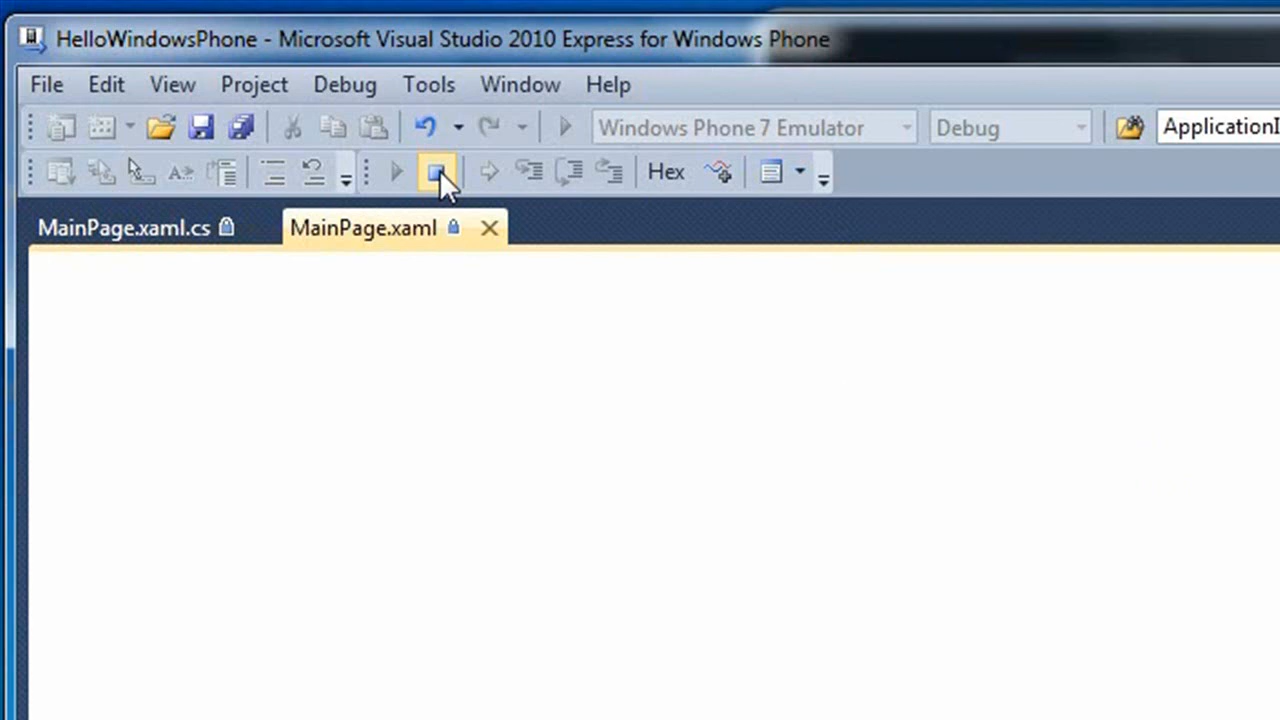 HelloWindowsPhone - Microsoft Visual Studio 2010 Express for Windows Phone
File Edit View Project Debug Tools Window Help
Windows Phone 7 Emulator Debug ApplicationI
Hex
MainPage.xaml.cs MainPage.xaml